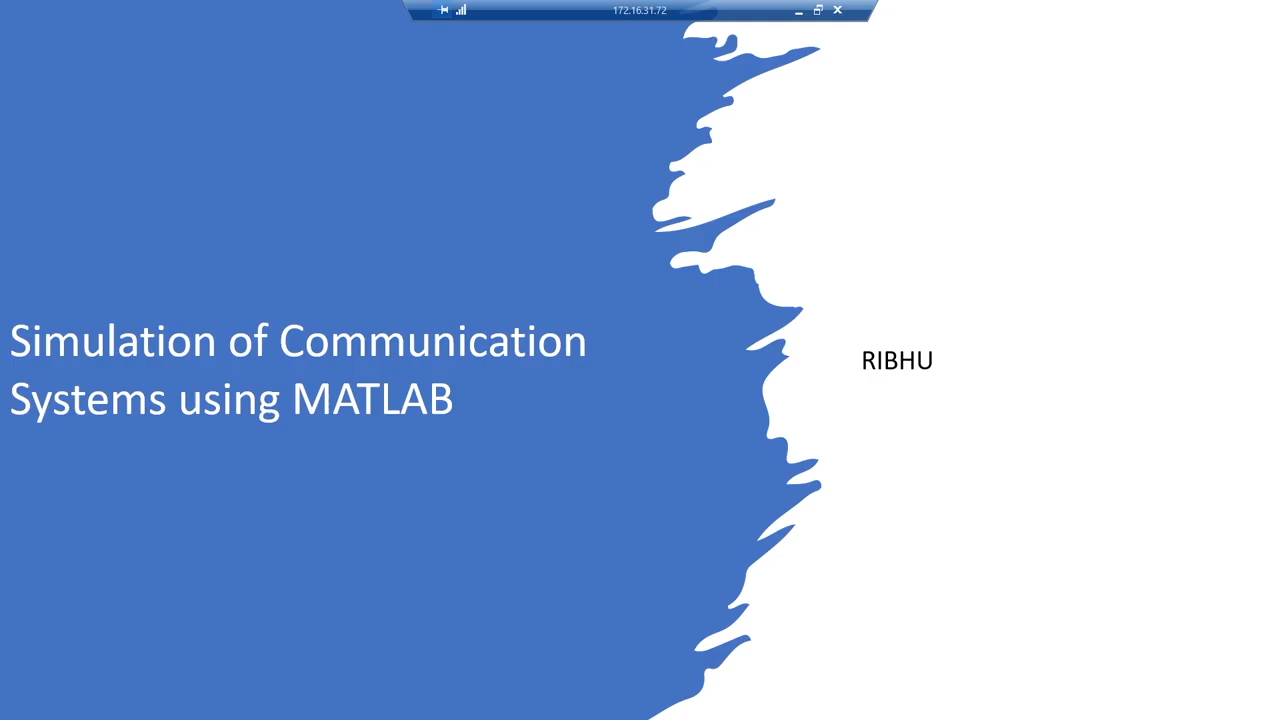 172.16.31.72
Simulation of Communication
Systems using MATLAB
RIBHU